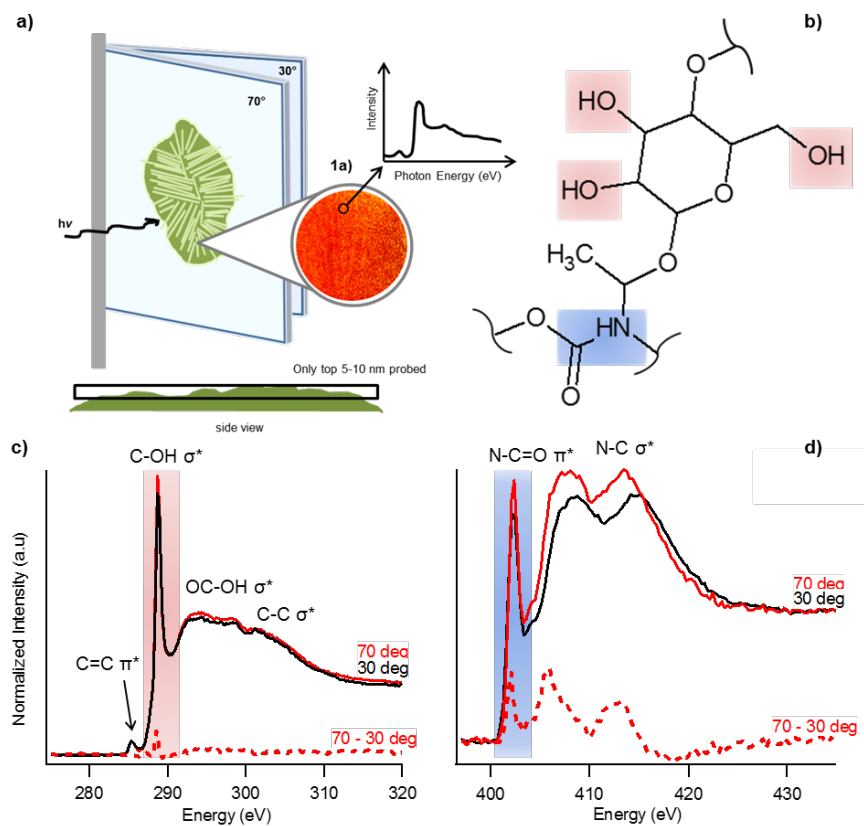 a)
b)
30°
70°
Intensity
1a)
Photon Energy (eV)
hν
Only top 5-10 nm probed
side view
O
HO
HO
OH
O
H3C
O
O
HN
O
c)
C-OH σ*
OC-OH σ*
C-C σ*
C=C π*
70 deg
30 deg
70 - 30 deg
Normalized Intensity (a.u)
280
290
300
310
320
Energy (eV)
d)
N-C=O π*
N-C σ*
70 deg
30 deg
70 - 30 deg
400
410
420
430
Energy (eV)